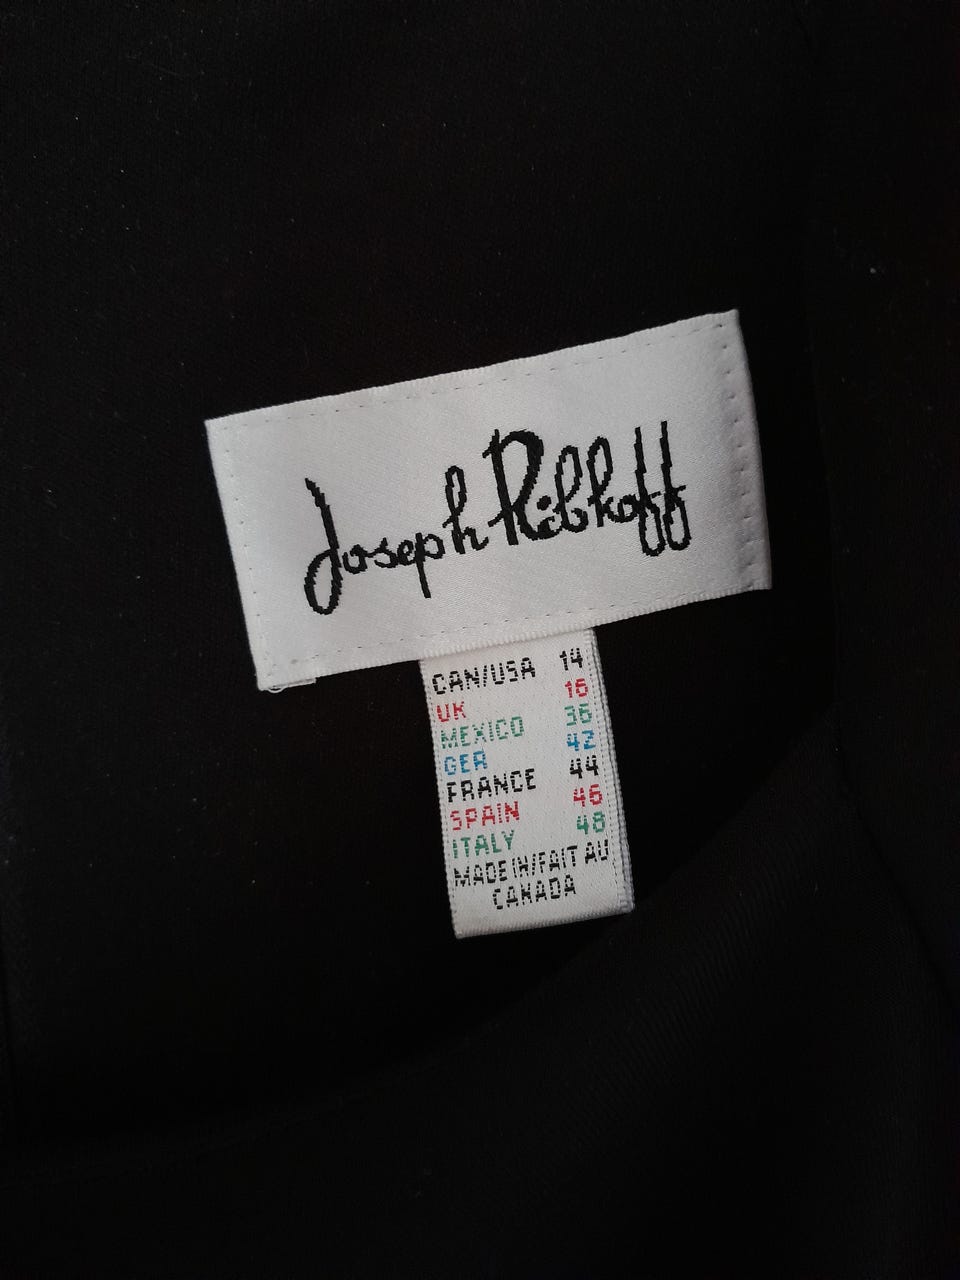 Joseph Ribkoff
CAN/USA 14
UK 16
MEXICO 36
GER 42
FRANCE 44
SPAIN 46
ITALY 48
MADE IN/FAIT AU
CANADA